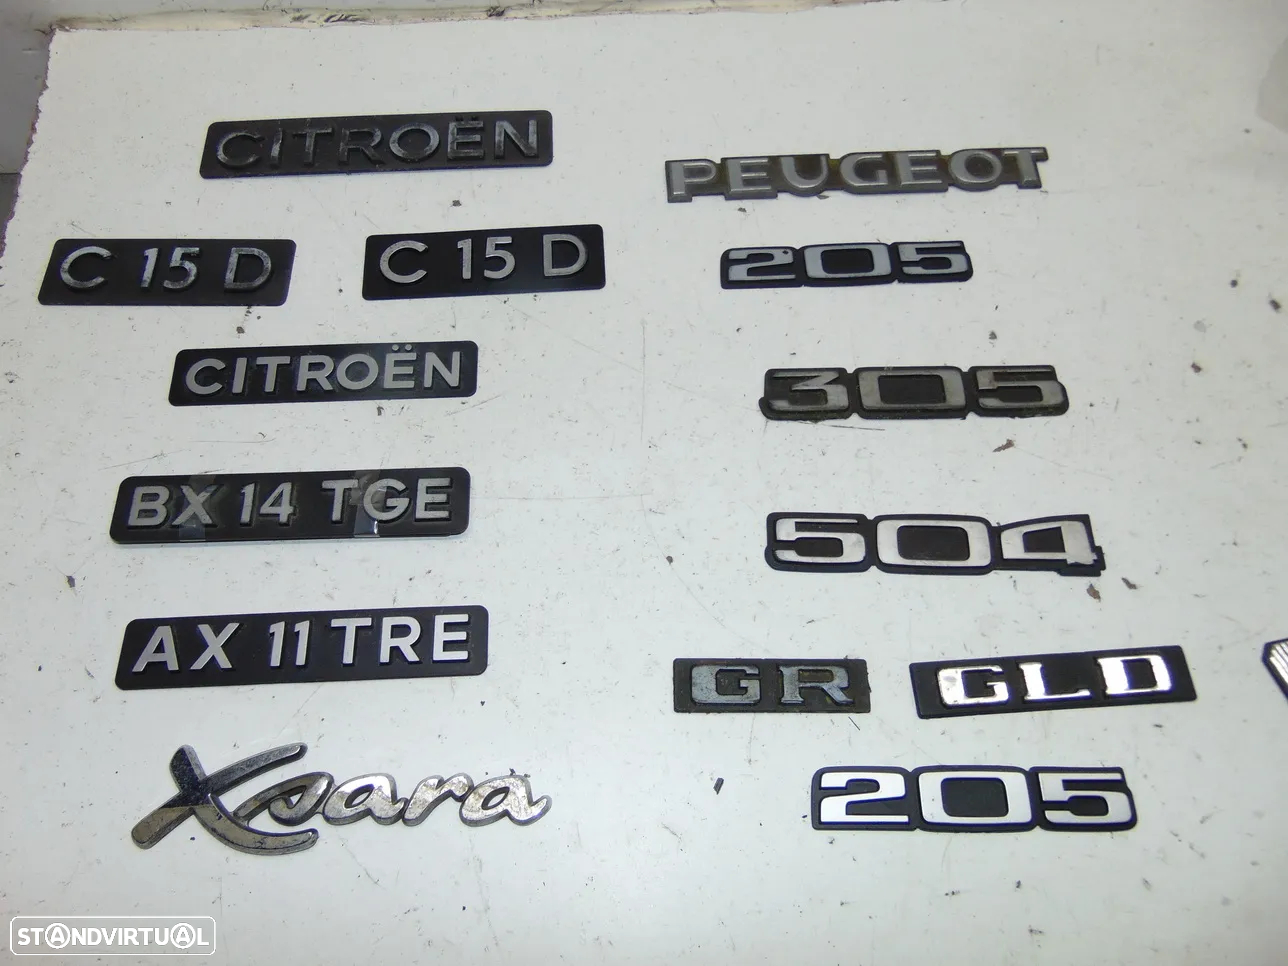 CITROËN
C 15 D
C 15 D
CITROËN
BX 14 TGE
AX 11 TRE
Xsara
PEUGEOT
205
305
504
GR
GLD
205
STANDVIRTUAL